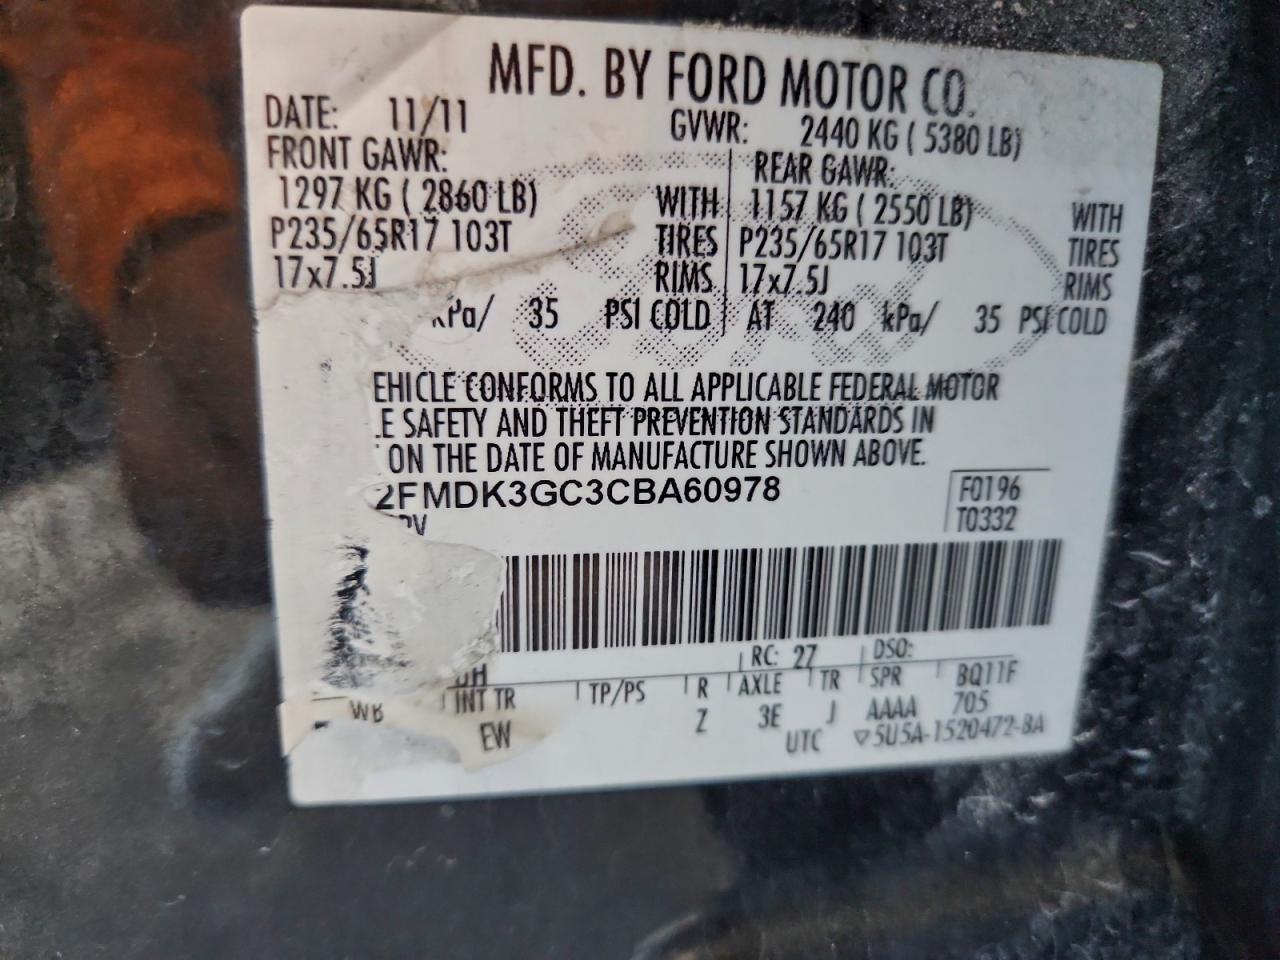 MFD. BY FORD MOTOR CO.
DATE: 11/11 GVWR: 2440 KG ( 5380 LB)
FRONT GAWR: REAR GAWR:
1297 KG ( 2860 LB) WITH 1157 KG ( 2550 LB) WITH
P235/65R17 103T TIRES P235/65R17 103T TIRES
17x7.5J RIMS 17x7.5J RIMS
kPa/ 35 PSI COLD AT 240 kPa/ 35 PSI COLD
EHICLE CONFORMS TO ALL APPLICABLE FEDERAL MOTOR
LE SAFETY AND THEFT PREVENTION STANDARDS IN
ON THE DATE OF MANUFACTURE SHOWN ABOVE.
2FMDK3GC3CBA60978 F0196
PV T0332
RC: 27 DSO:
WB INT TR TP/PS R AXLE TR SPR BQ11F
EW Z 3E J AAAA 705
UTC ▽5U5A-1520472-BA